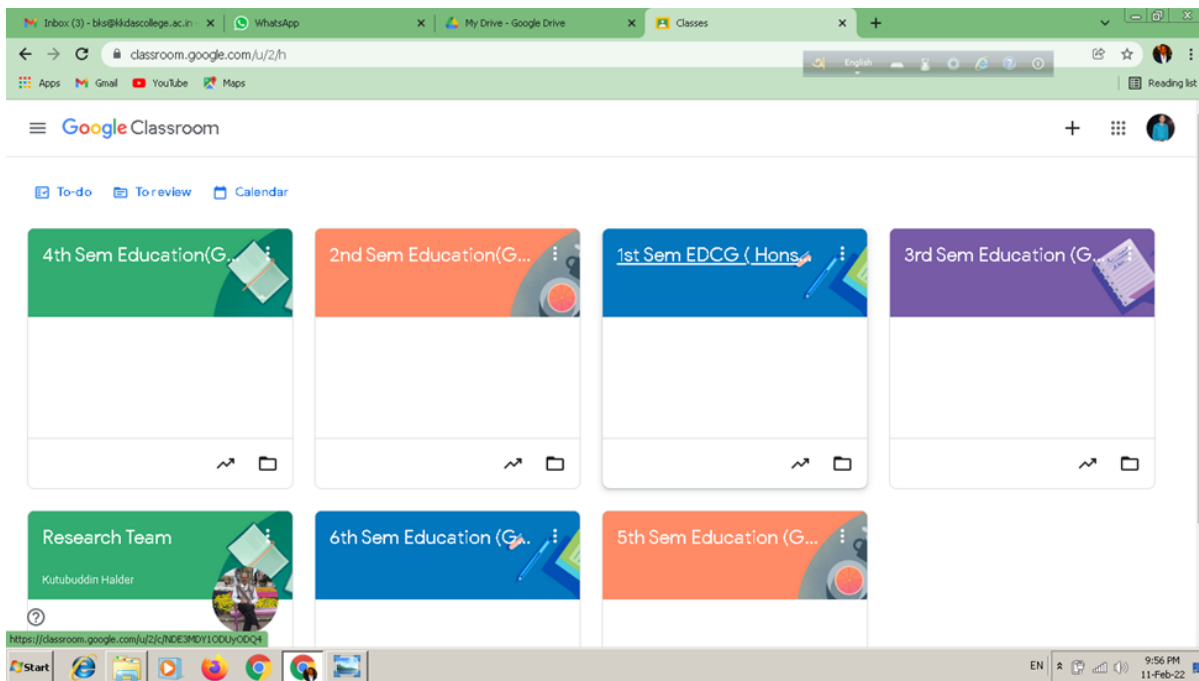 Inbox (3) - bks@kkdascollege.ac.in - WhatsApp My Drive - Google Drive Classes
classroom.google.com/u/2/h
English
Apps Gmail YouTube Maps Reading list
Google Classroom
To-do To review Calendar
4th Sem Education(G... 2nd Sem Education(G... 1st Sem EDCG ( Hons... 3rd Sem Education (G...
Research Team 6th Sem Education (G... 5th Sem Education (G...
Kutubuddin Halder
https://classroom.google.com/u/2/c/NDE3MDY1ODUyODQ4
Start EN 9:56 PM
11-Feb-22